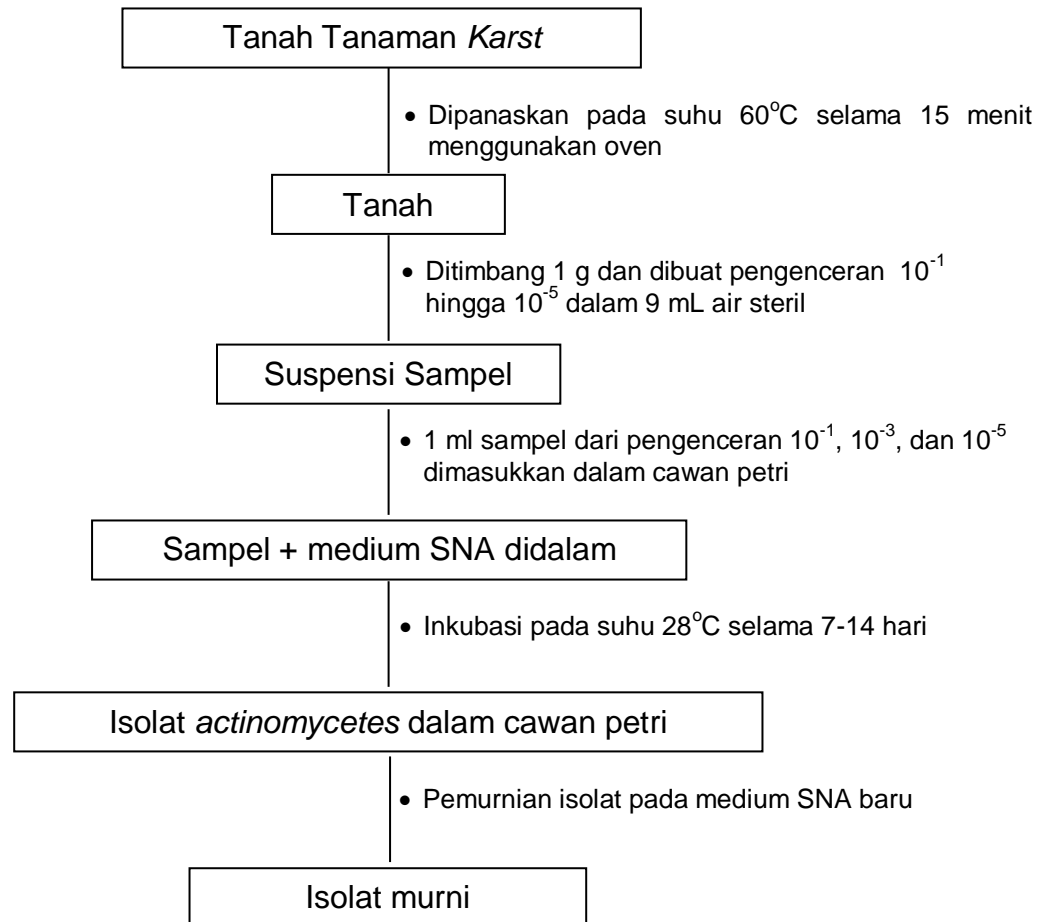 Tanah Tanaman Karst
• Dipanaskan pada suhu 60°C selama 15 menit
menggunakan oven
Tanah
• Ditimbang 1 g dan dibuat pengenceran 10⁻¹
hingga 10⁻⁵ dalam 9 mL air steril
Suspensi Sampel
• 1 ml sampel dari pengenceran 10⁻¹, 10⁻³, dan 10⁻⁵
dimasukkan dalam cawan petri
Sampel + medium SNA didalam
• Inkubasi pada suhu 28°C selama 7-14 hari
Isolat actinomycetes dalam cawan petri
• Pemurnian isolat pada medium SNA baru
Isolat murni